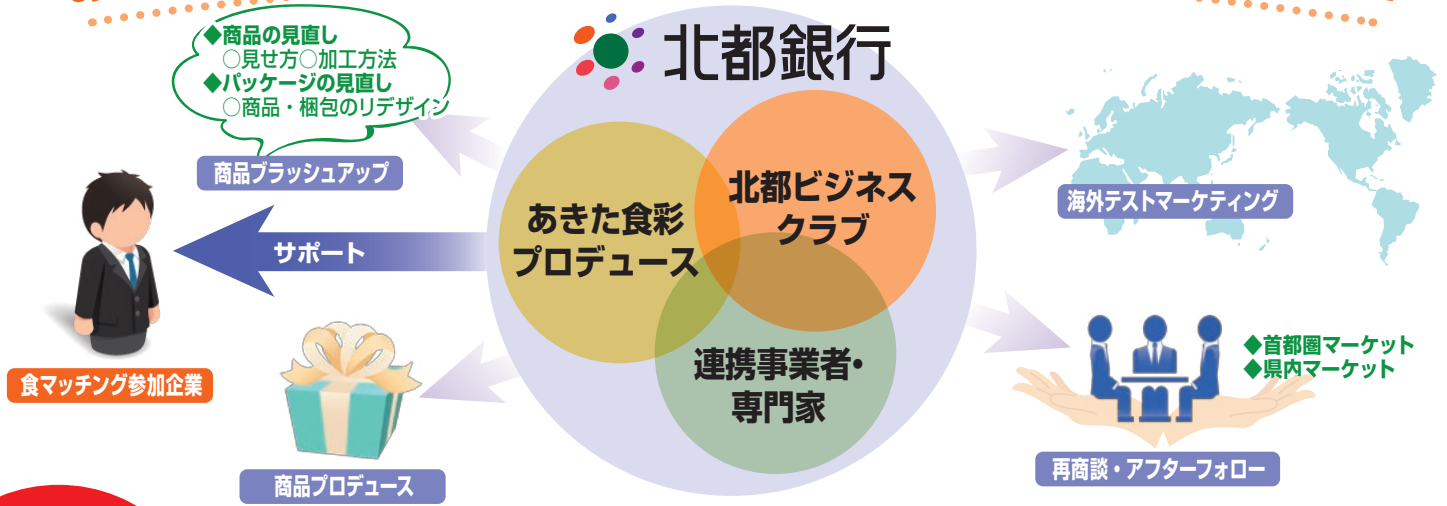 ◆商品の見直し
○見せ方○加工方法
◆パッケージの見直し
○商品・梱包のリデザイン
商品ブラッシュアップ
北都銀行
あきた食彩
プロデュース
北都ビジネス
クラブ
連携事業者・
専門家
サポート
食マッチング参加企業
商品プロデュース
海外テストマーケティング
◆首都圏マーケット
◆県内マーケット
再商談・アフターフォロー